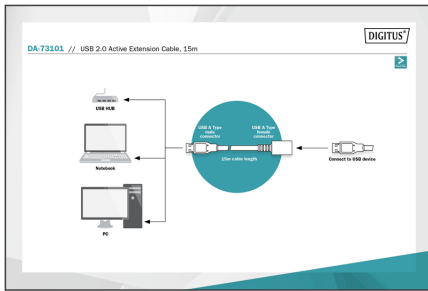 DIGITUS®
DA-73101 // USB 2.0 Active Extension Cable, 15m
USB HUB
USB A Type
male
connector
USB A Type
female
connector
15m cable length
Connect to USB device
Notebook
PC